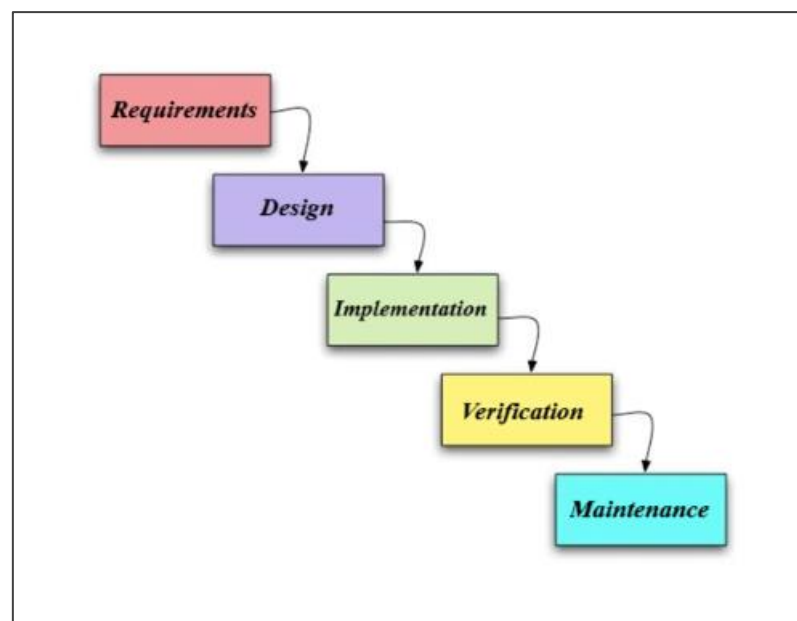 Requirements
Design
Implementation
Verification
Maintenance